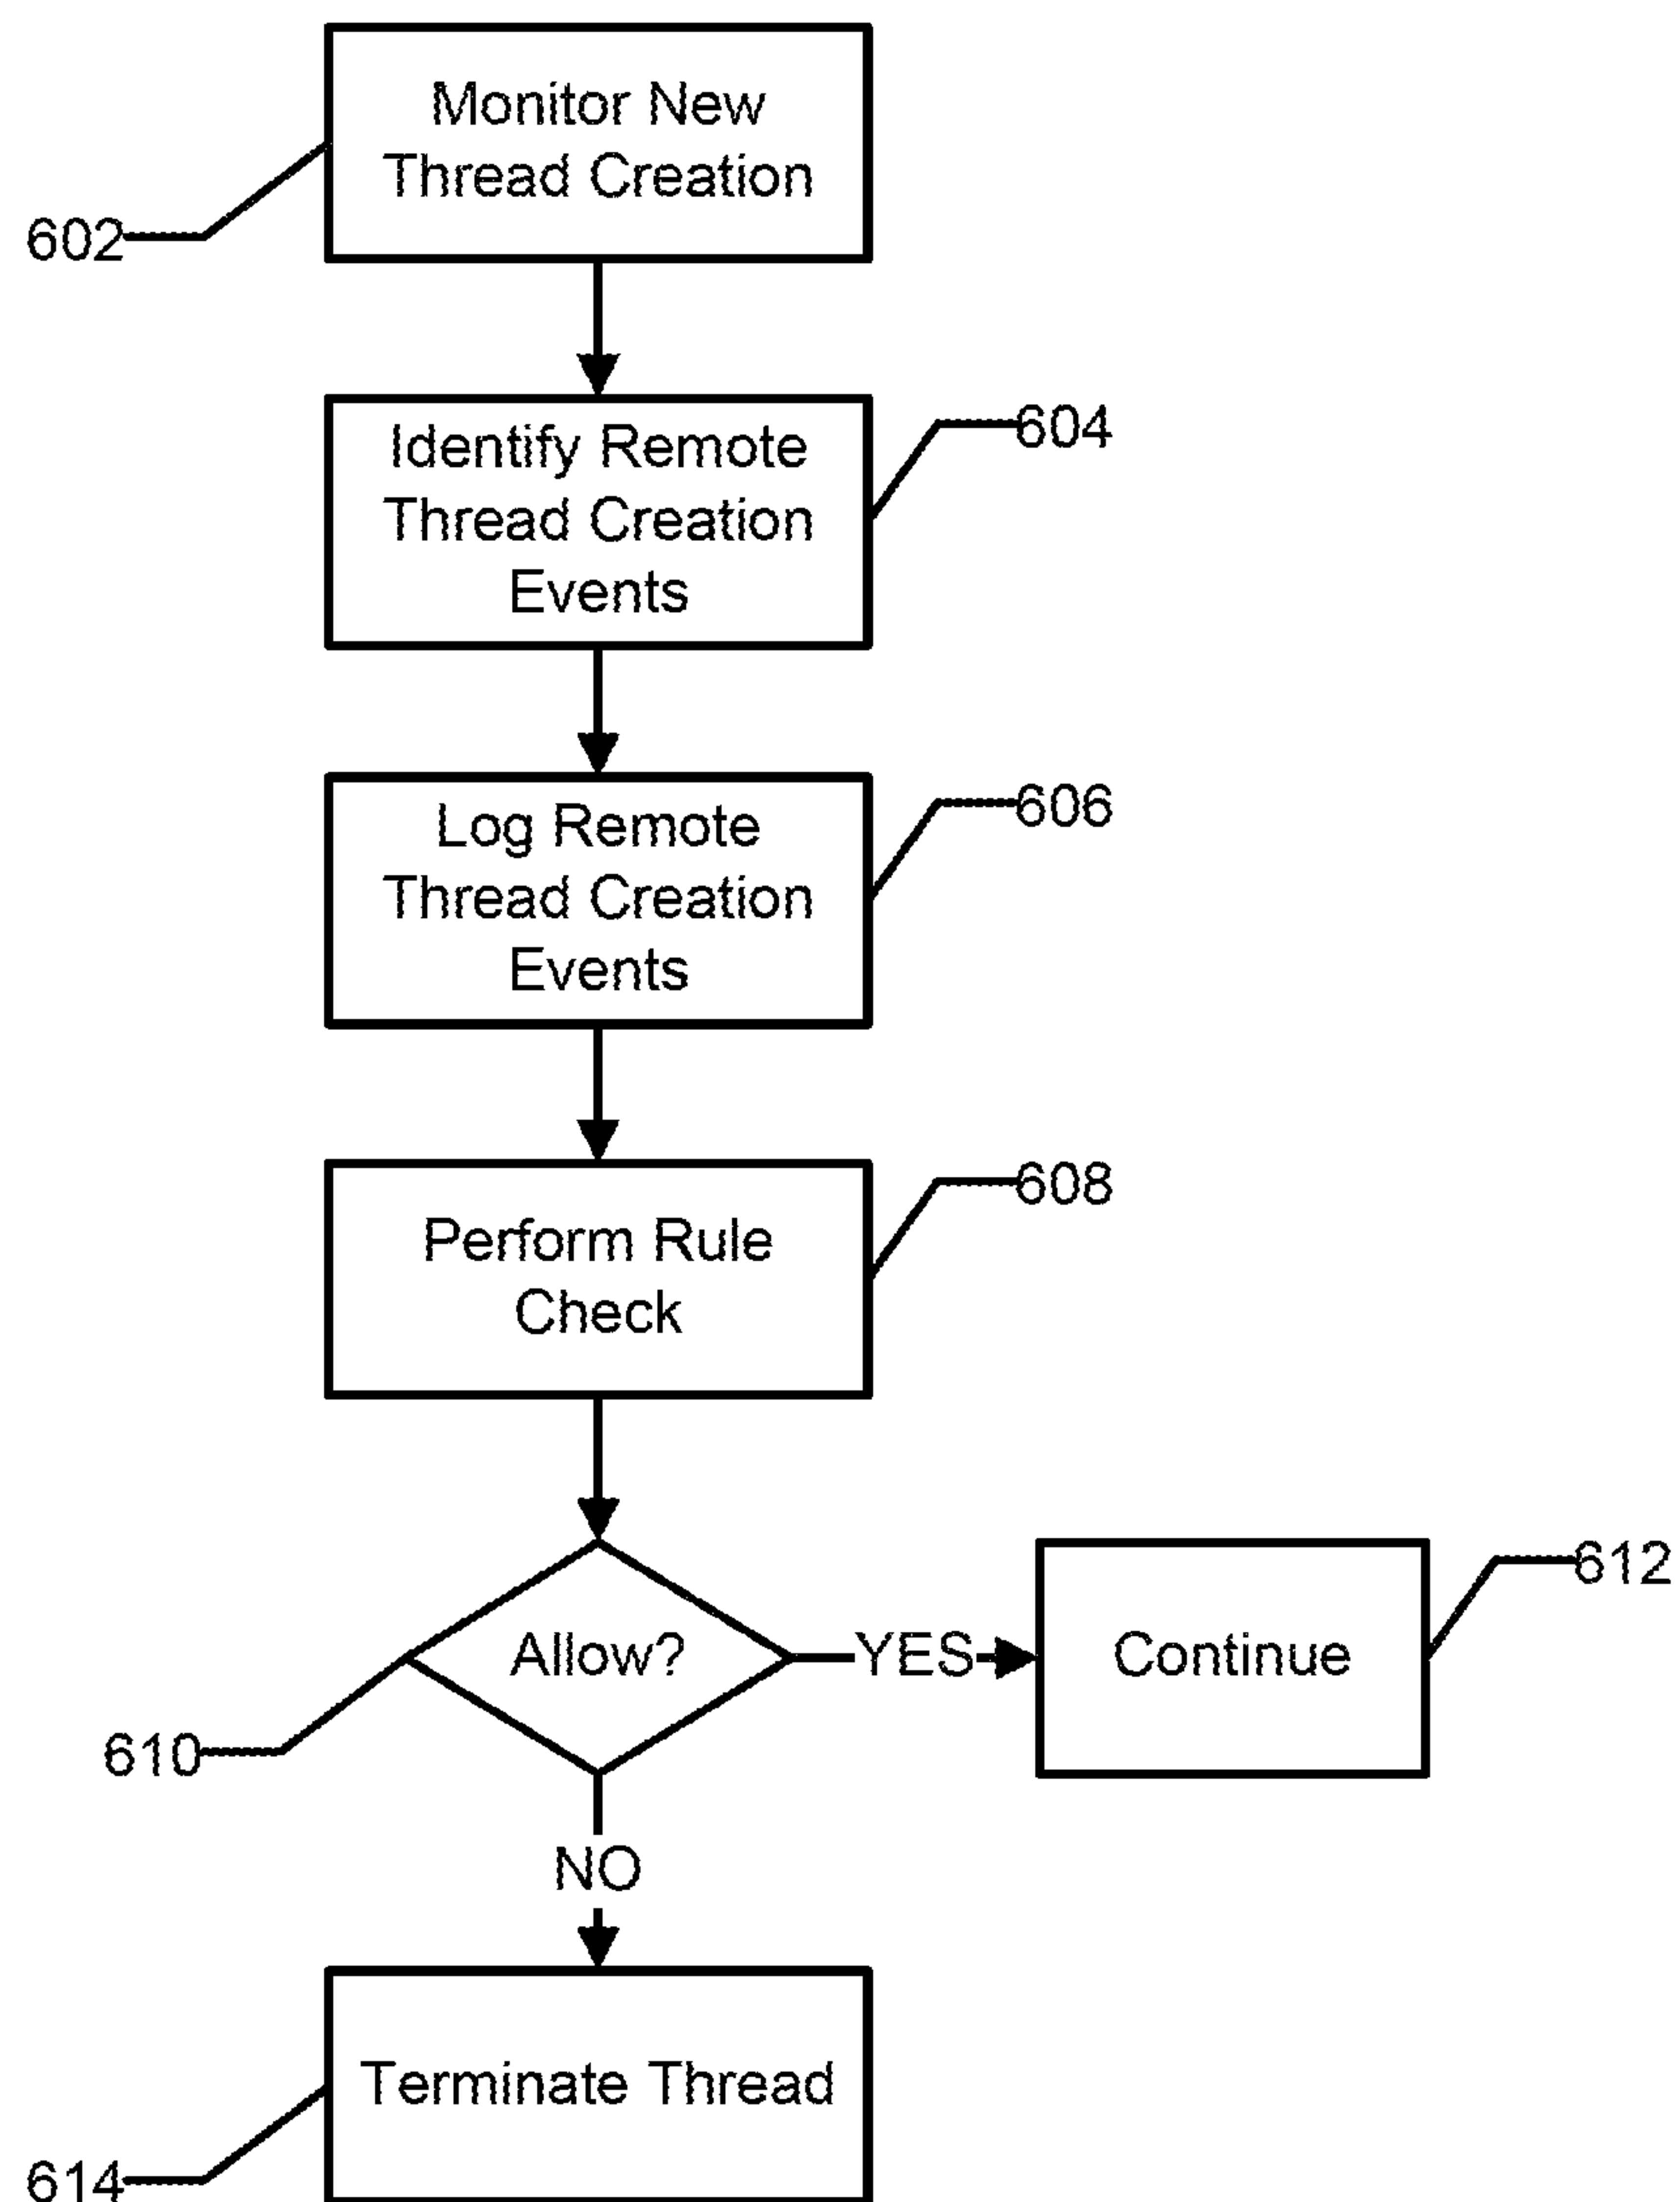 Monitor New
Thread Creation
602
Identify Remote
Thread Creation
Events
604
Log Remote
Thread Creation
Events
606
Perform Rule
Check
608
Allow?
YES
Continue
612
610
NO
Terminate Thread
614